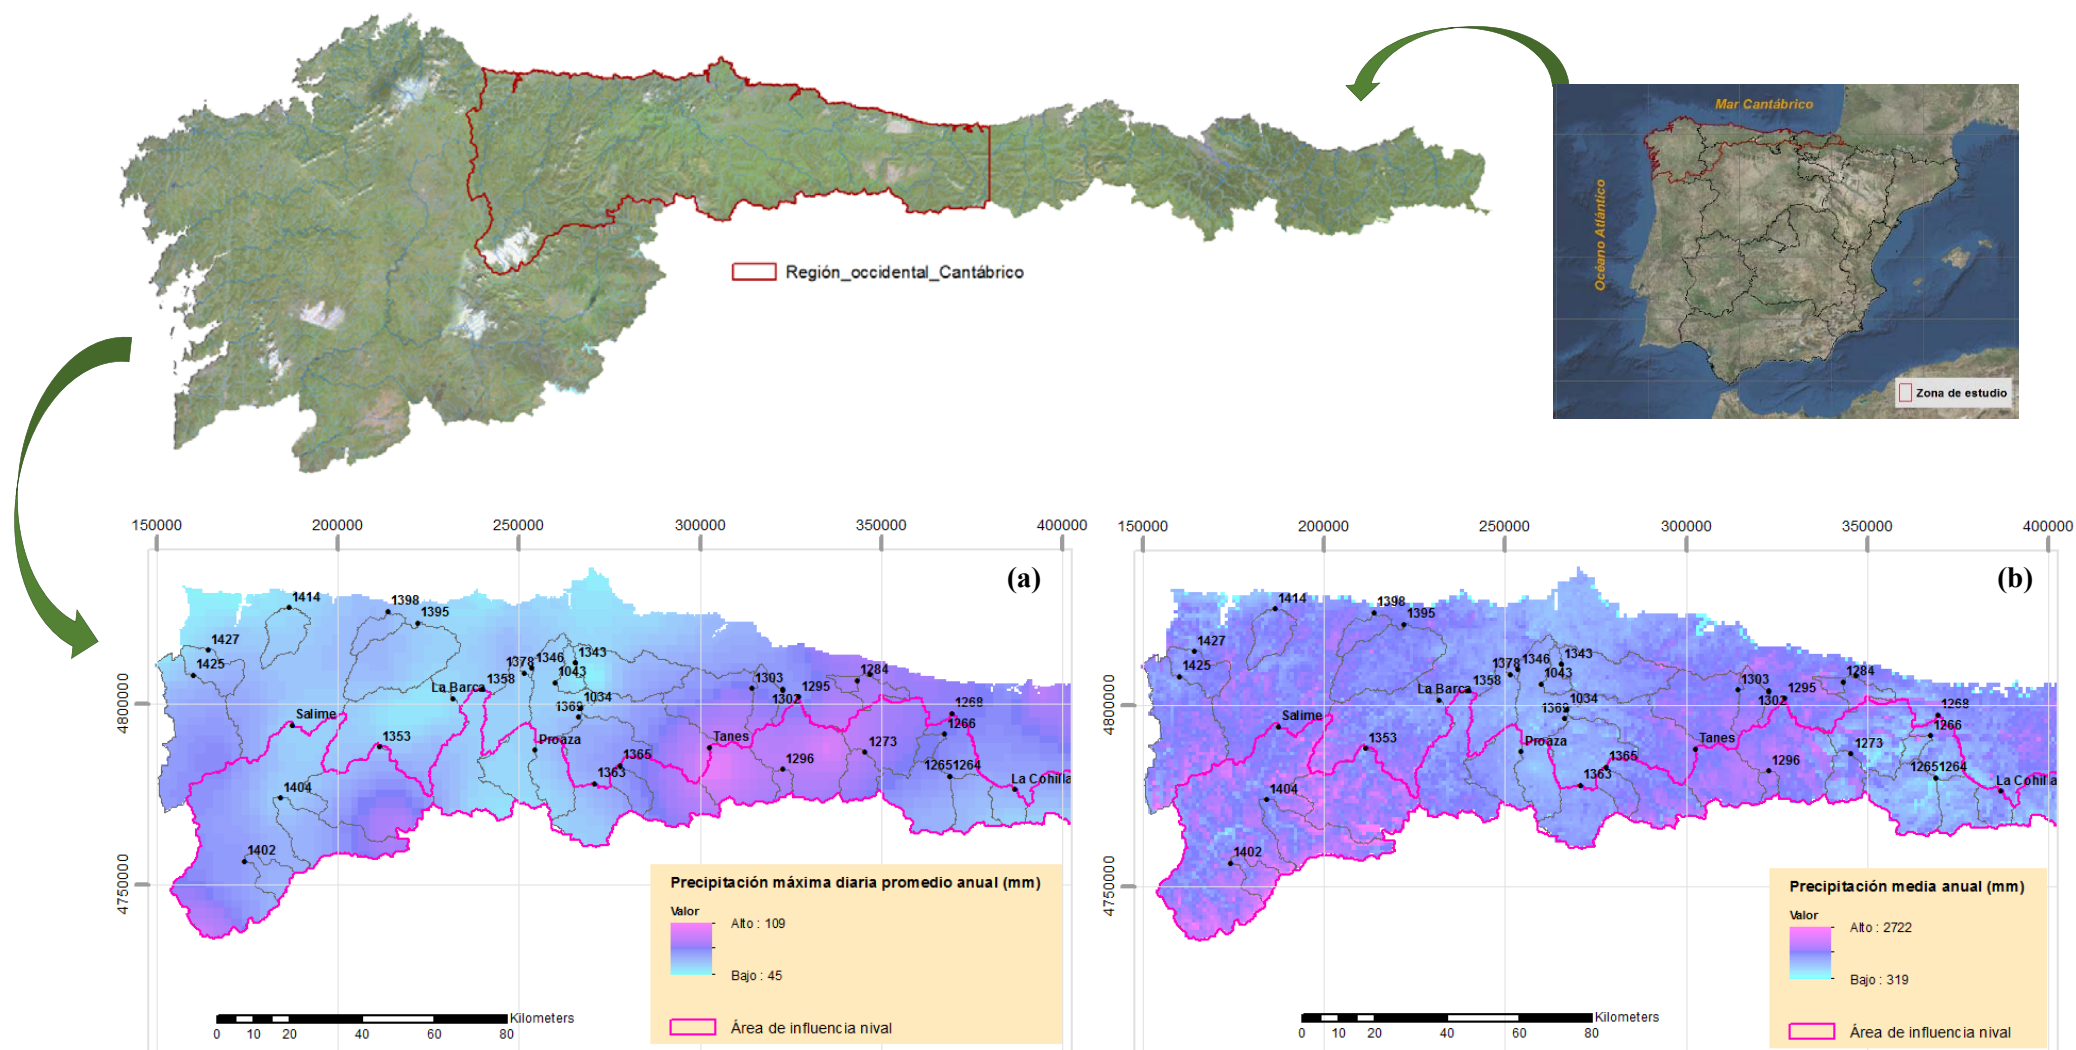 Mar Cantábrico
Océano Atlántico
Zona de estudio
Región_occidental_Cantábrico
150000 200000 250000 300000 350000 400000
4800000
4750000
(a)
1414
1398
1395
1427
1425
1378
1346
1343
1043
1358
La Barca
1034
1369
Salime
1353
Proaza
1365
1363
1404
1402
Tanes
1303
1302
1295
1284
1296
1273
1268
1266
1265
1264
La Cohilla
Precipitación máxima diaria promedio anual (mm)
Valor
Alto : 109
Bajo : 45
Área de influencia nival
Kilometers
0 10 20 40 60 80
150000 200000 250000 300000 350000 400000
4800000
4750000
(b)
1414
1398
1395
1427
1425
1378
1346
1343
1043
1358
La Barca
1034
1369
Salime
1353
Proaza
1365
1363
1404
1402
Tanes
1303
1302
1295
1284
1296
1273
1268
1266
1265
1264
La Cohilla
Precipitación media anual (mm)
Valor
Alto : 2722
Bajo : 319
Área de influencia nival
Kilometers
0 10 20 40 60 80